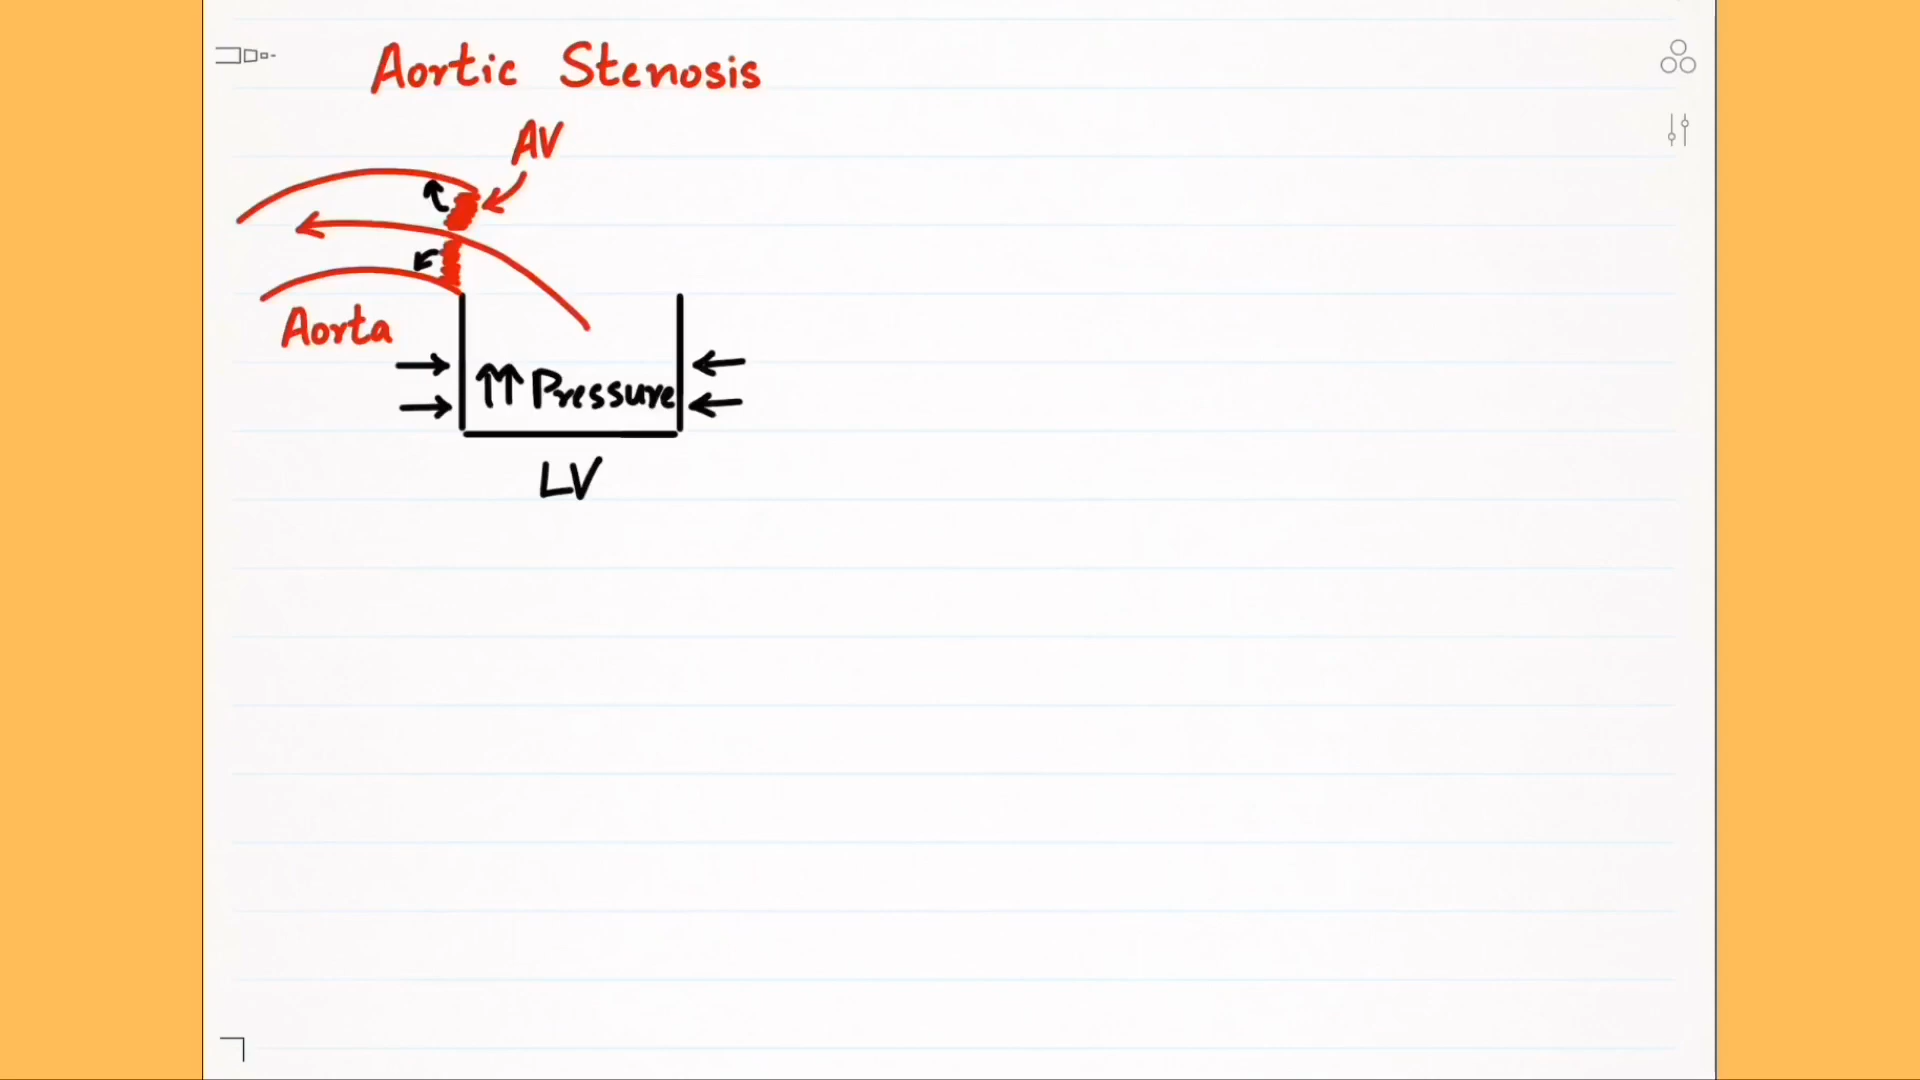 Aortic Stenosis
AV
Aorta
↑↑ Pressure
LV